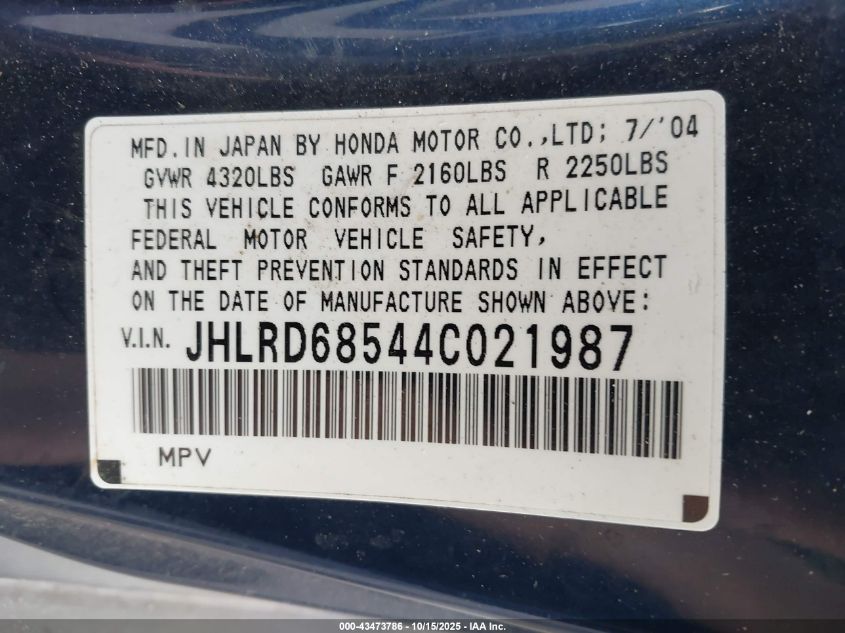 MFD.IN JAPAN BY HONDA MOTOR CO.,LTD; 7/'04
GVWR 4320LBS GAWR F 2160LBS R 2250LBS
THIS VEHICLE CONFORMS TO ALL APPLICABLE
FEDERAL MOTOR VEHICLE SAFETY,
AND THEFT PREVENTION STANDARDS IN EFFECT
ON THE DATE OF MANUFACTURE SHOWN ABOVE:
V.I.N. JHLRD68544C021987
MPV
000-43473786 - 10/15/2025 - IAA Inc.